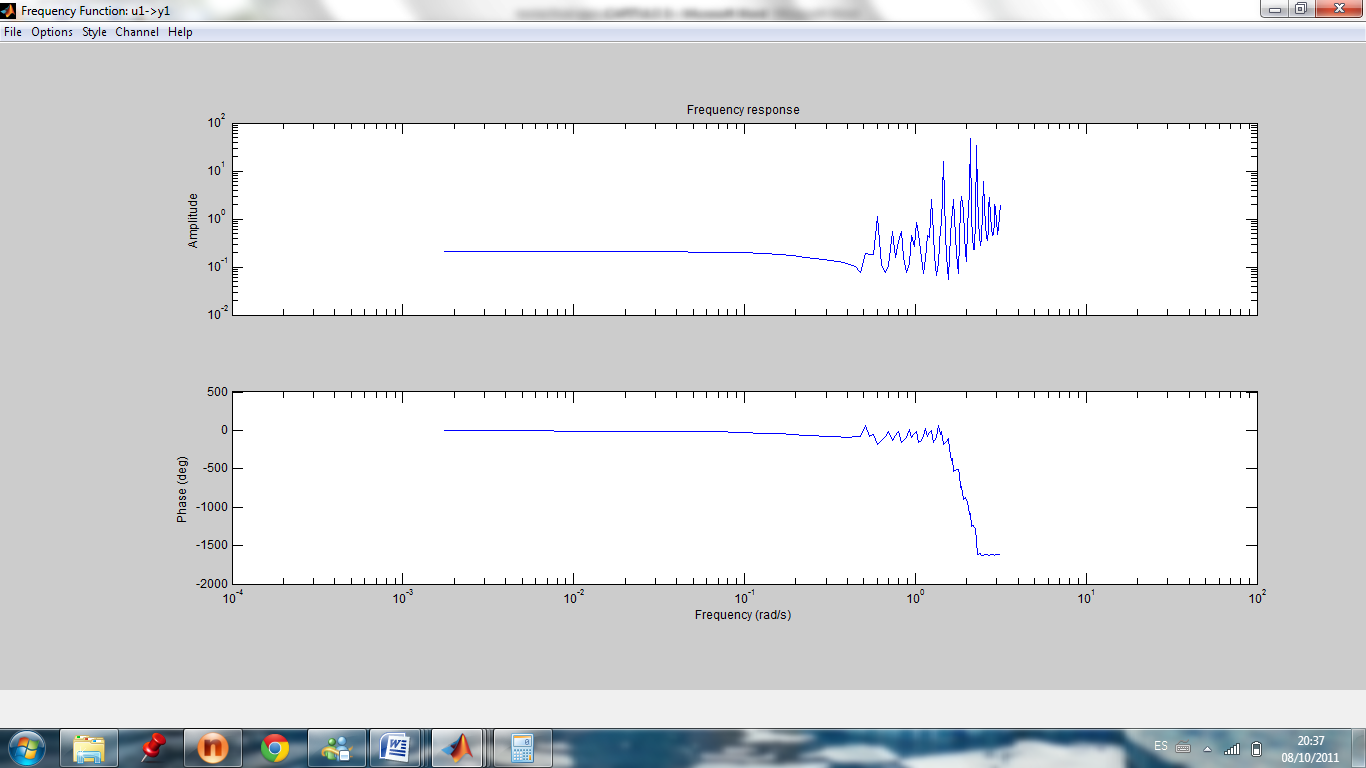 Frequency Function: u1->y1
File Options Style Channel Help
Frequency response
Amplitude
10^2
10^1
10^0
10^-1
10^-2
Phase (deg)
500
0
-500
-1000
-1500
-2000
10^-4 10^-3 10^-2 10^-1 10^0 10^1 10^2
Frequency (rad/s)
ES
20:37
08/10/2011